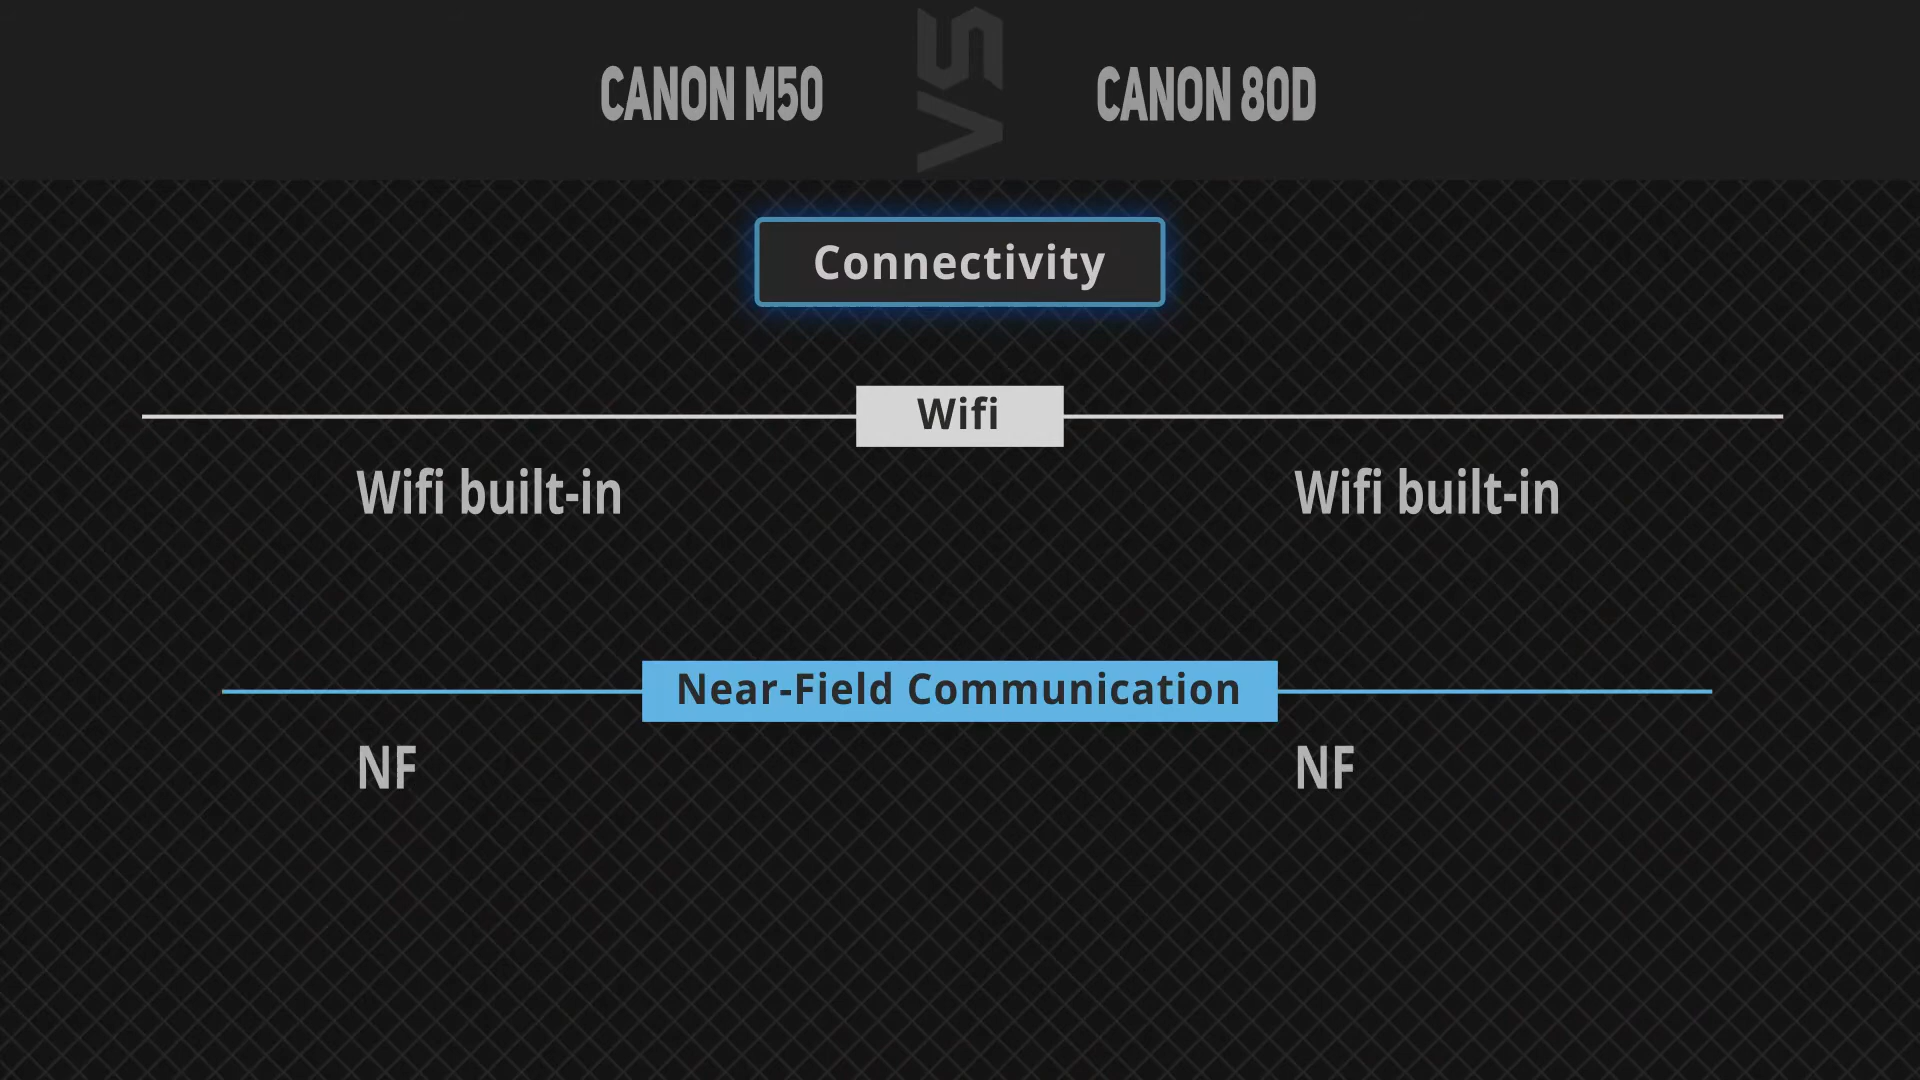 CANON M50
VS
CANON 80D
Connectivity
Wifi
Wifi built-in
Wifi built-in
Near-Field Communication
NF
NF